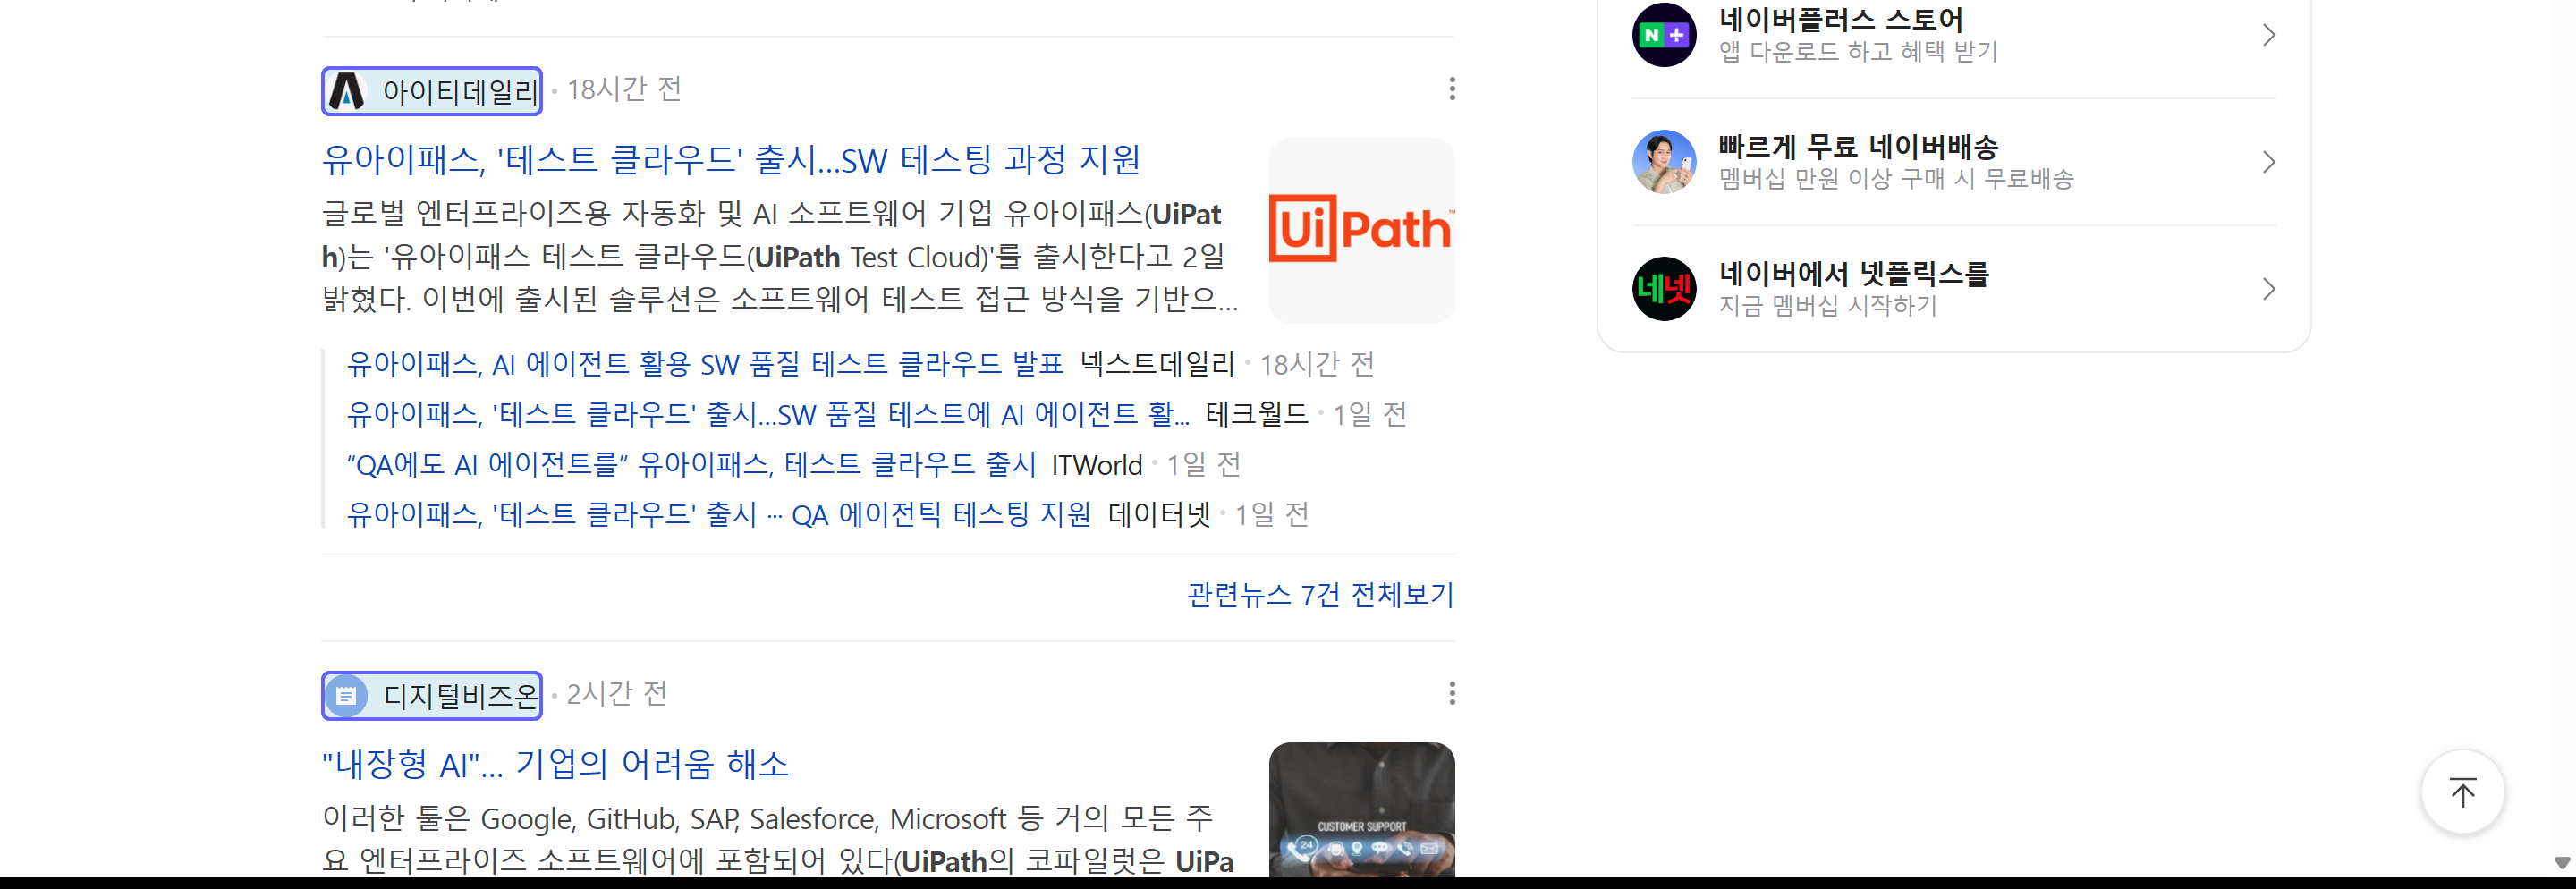 아이티데일리 · 18시간 전
유아이패스, '테스트 클라우드' 출시...SW 테스팅 과정 지원
글로벌 엔터프라이즈용 자동화 및 AI 소프트웨어 기업 유아이패스(UiPat
h)는 '유아이패스 테스트 클라우드(UiPath Test Cloud)'를 출시한다고 2일
밝혔다. 이번에 출시된 솔루션은 소프트웨어 테스트 접근 방식을 기반으...
UiPath™
유아이패스, AI 에이전트 활용 SW 품질 테스트 클라우드 발표 넥스트데일리 · 18시간 전
유아이패스, '테스트 클라우드' 출시...SW 품질 테스트에 AI 에이전트 활... 테크월드 · 1일 전
“QA에도 AI 에이전트를” 유아이패스, 테스트 클라우드 출시 ITWorld · 1일 전
유아이패스, '테스트 클라우드' 출시 ··· QA 에이전틱 테스팅 지원 데이터넷 · 1일 전
관련뉴스 7건 전체보기
디지털비즈온 · 2시간 전
"내장형 AI"... 기업의 어려움 해소
이러한 툴은 Google, GitHub, SAP, Salesforce, Microsoft 등 거의 모든 주
요 엔터프라이즈 소프트웨어에 포함되어 있다(UiPath의 코파일럿은 UiPa
CUSTOMER SUPPORT
24
N+
네이버플러스 스토어
앱 다운로드 하고 혜택 받기
빠르게 무료 네이버배송
멤버십 만원 이상 구매 시 무료배송
네넷
네이버에서 넷플릭스를
지금 멤버십 시작하기